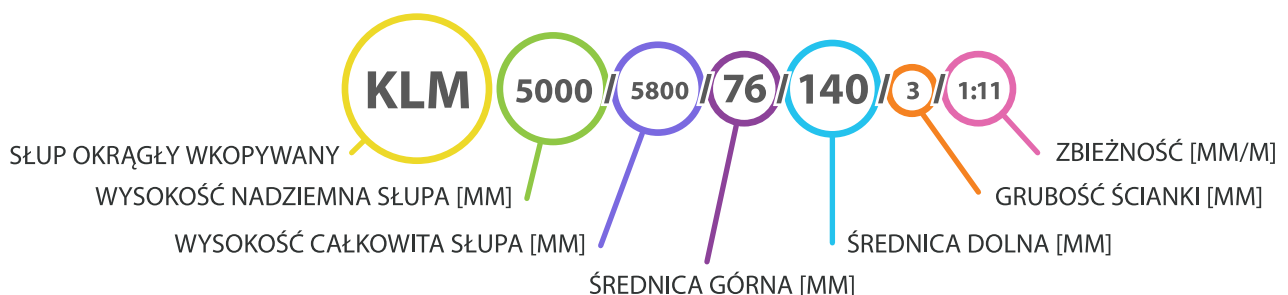 KLM 5000 / 5800 / 76 / 140 / 3 / 1:11
SŁUP OKRĄGŁY WKOPYWANY
ZBIEŻNOŚĆ [MM/M]
WYSOKOŚĆ NADZIEMNA SŁUPA [MM]
GRUBOŚĆ ŚCIANKI [MM]
WYSOKOŚĆ CAŁKOWITA SŁUPA [MM]
ŚREDNICA DOLNA [MM]
ŚREDNICA GÓRNA [MM]